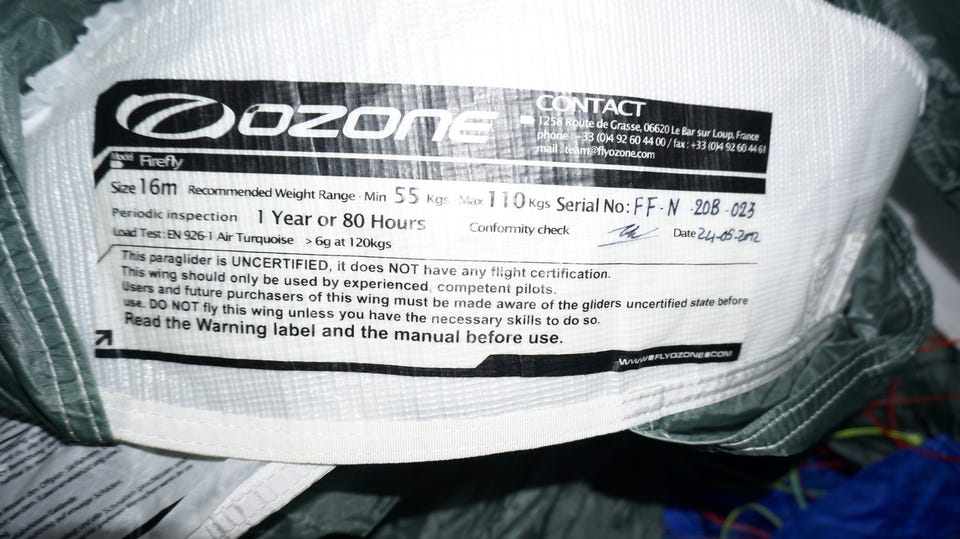 OZONE
CONTACT
1258 Route de Grasse, 06620 Le Bar sur Loup, France
phone : +33 (0)4 92 60 44 00 / fax : +33 (0)4 92 60 44 61
mail : team@flyozone.com
Model Firefly
Size 16m Recommended Weight Range - Min 55 Kgs - Max 110 Kgs Serial No: FF-N-20B-023
Periodic inspection 1 Year or 80 Hours Conformity check Date 24-05-2012
Load Test : EN 926-1 Air Turquoise >6g at 120kgs
This paraglider is UNCERTIFIED, it does NOT have any flight certification.
This wing should only be used by experienced, competent pilots.
Users and future purchasers of this wing must be made aware of the gliders uncertified state before
use. DO NOT fly this wing unless you have the necessary skills to do so.
Read the Warning label and the manual before use.
WWW.FLYOZONE.COM